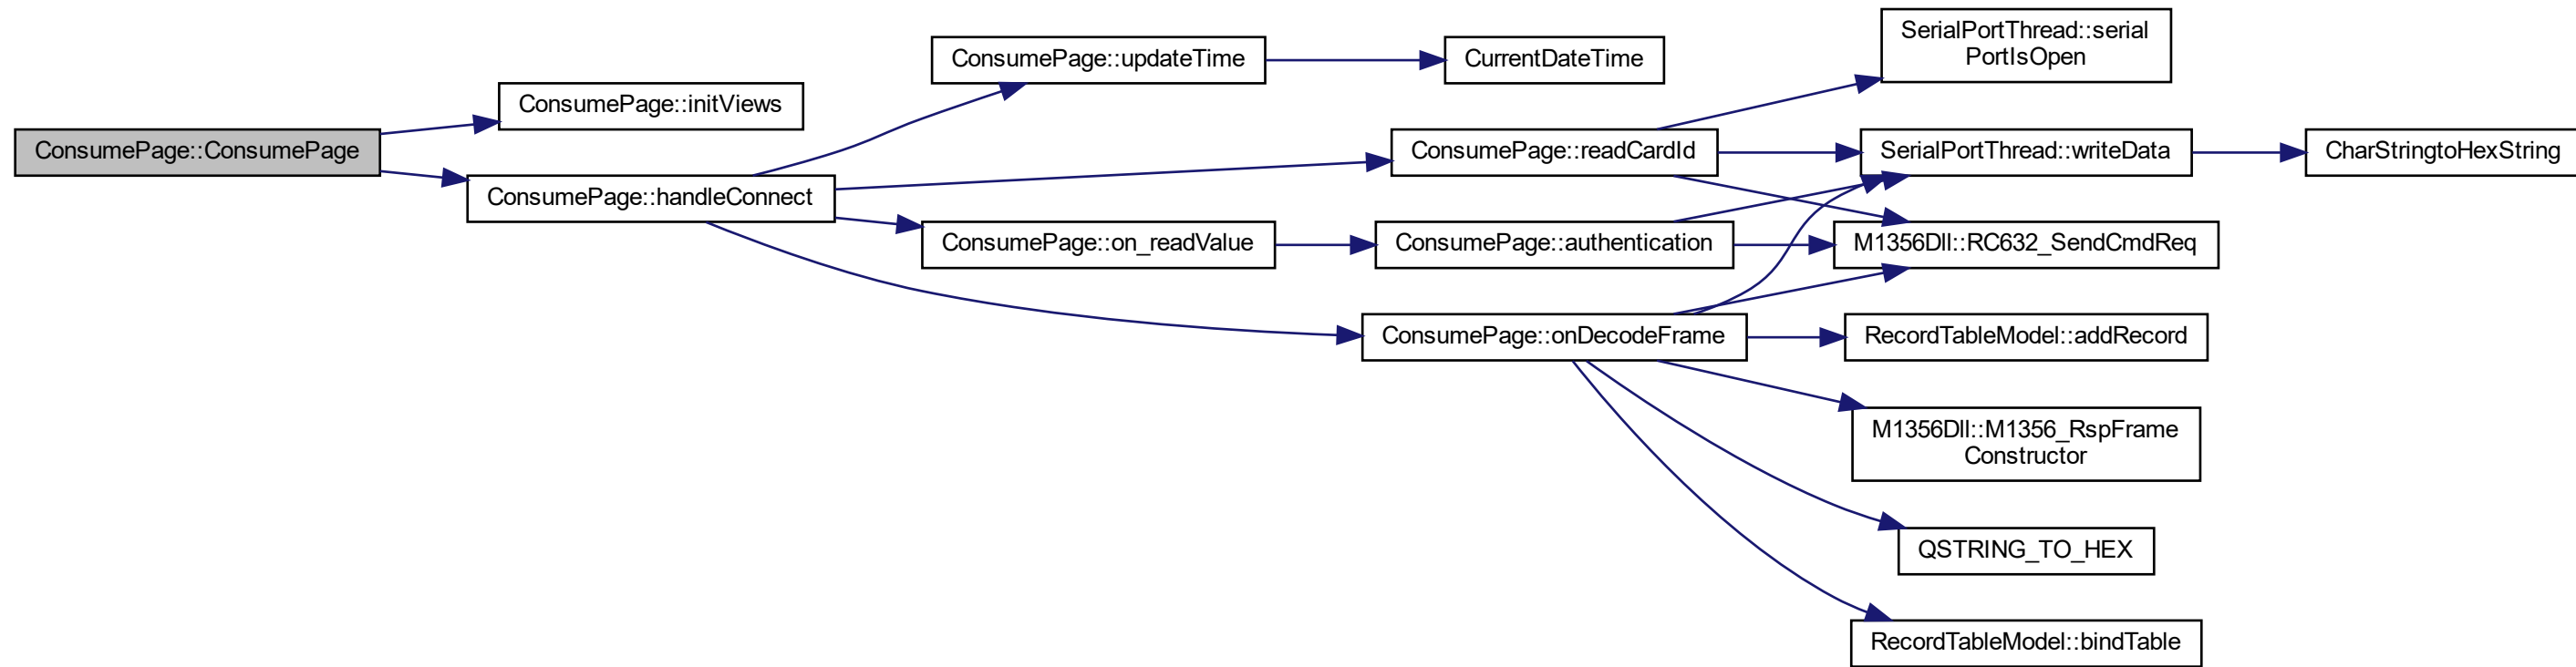 ConsumePage::ConsumePage
ConsumePage::initViews
ConsumePage::handleConnect
ConsumePage::updateTime
CurrentDateTime
ConsumePage::readCardId
SerialPortThread::serial
PortIsOpen
SerialPortThread::writeData
CharStringtoHexString
M1356Dll::RC632_SendCmdReq
ConsumePage::on_readValue
ConsumePage::authentication
ConsumePage::onDecodeFrame
RecordTableModel::addRecord
M1356Dll::M1356_RspFrame
Constructor
QSTRING_TO_HEX
RecordTableModel::bindTable